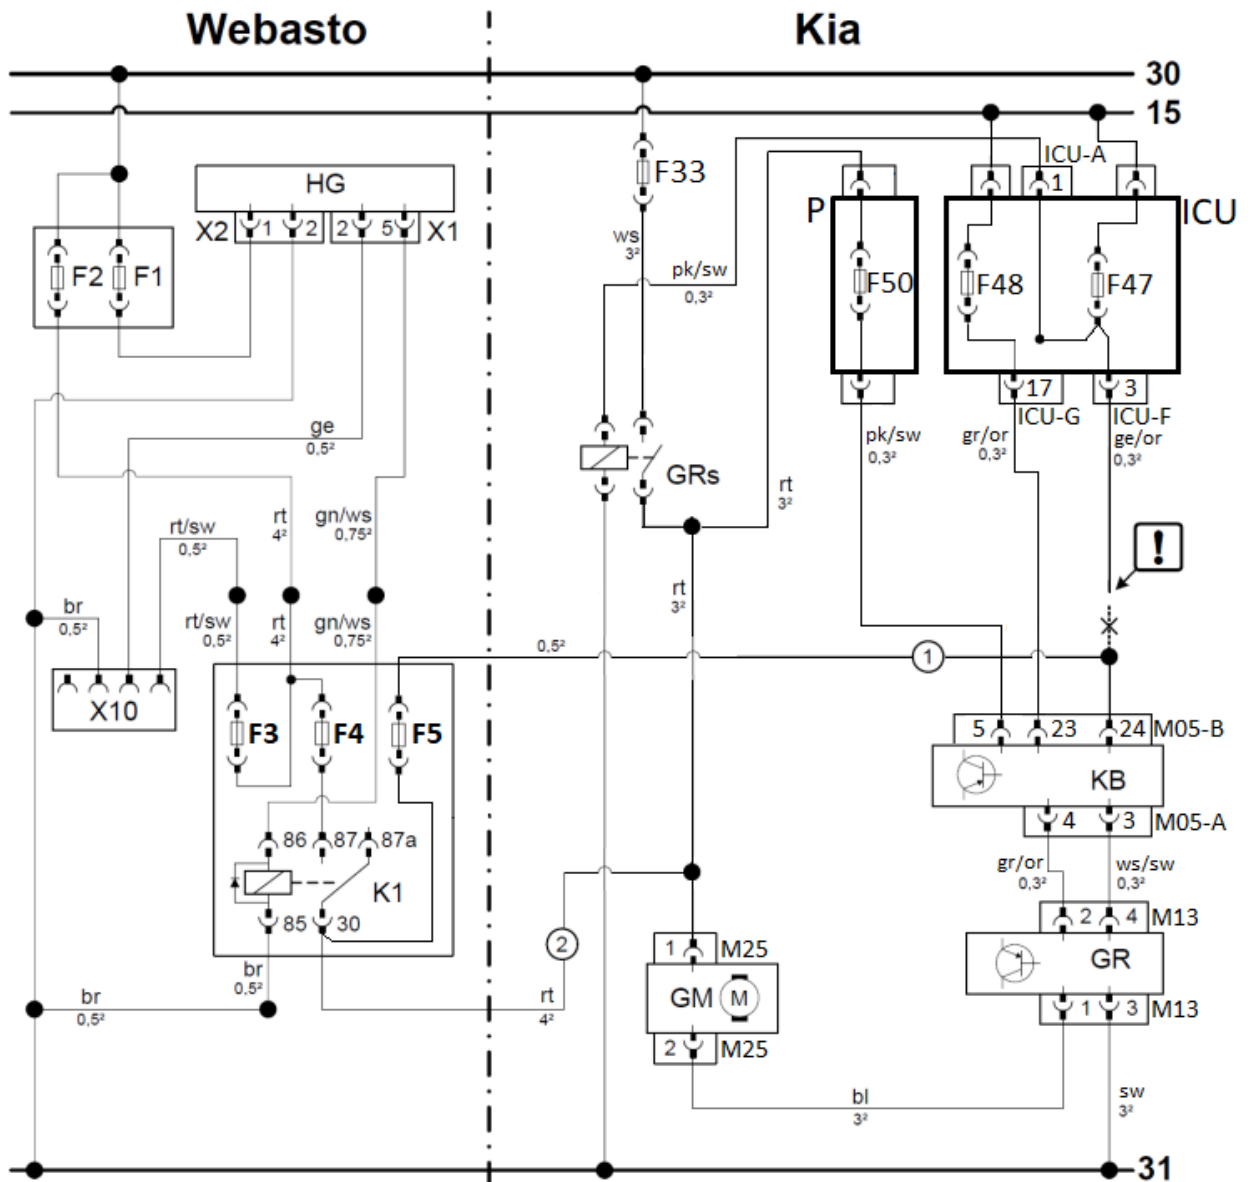 Webasto
Kia
30
15
ICU-A
HG
F33
1
P
ICU
X2
1
2
2
5
X1
ws
3²
pk/sw
0,3²
F2
F1
F50
F48
F47
17
3
ICU-G
ICU-F
ge
0,5²
pk/sw
0,3²
gr/or
0,3²
ge/or
0,3²
GRs
rt
3²
rt/sw
0,5²
rt
4²
gn/ws
0,75²
!
br
0,5²
rt/sw
0,5²
rt
4²
gn/ws
0,75²
rt
3²
0,5²
1
X10
F3
F4
F5
5
23
24
M05-B
KB
86
87
87a
4
3
M05-A
K1
gr/or
0,3²
ws/sw
0,3²
85
30
2
4
M13
2
1
M25
GR
br
0,5²
GM
M
br
0,5²
rt
4²
1
3
M13
2
M25
bl
3²
sw
3²
31